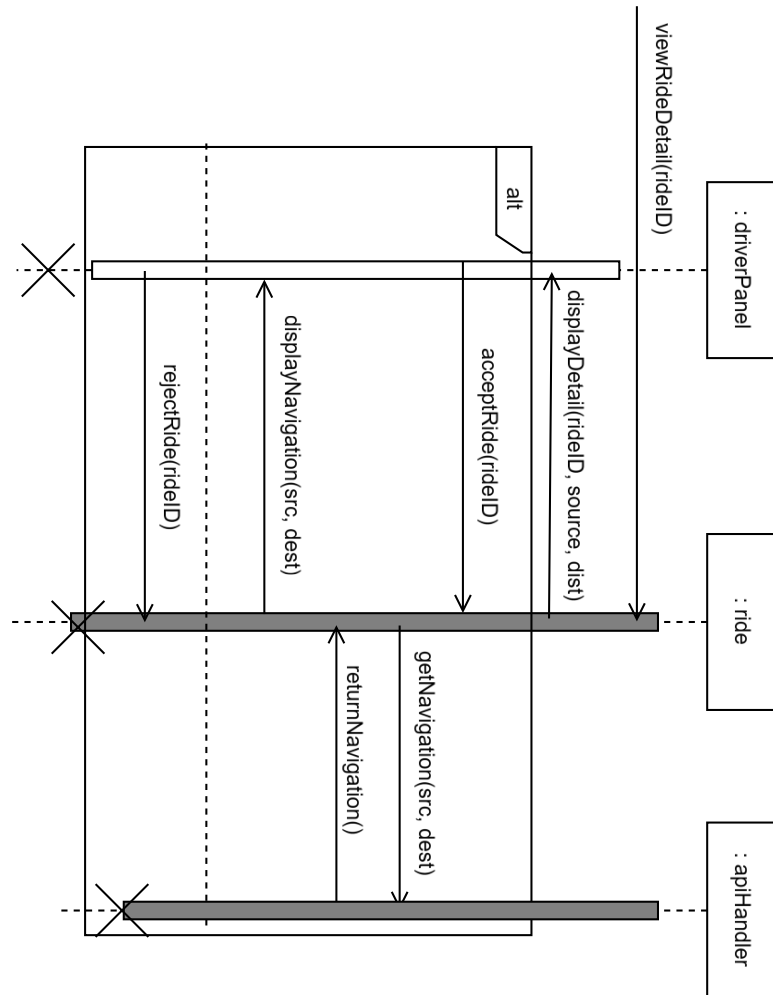 : driverPanel
: ride
: apiHandler
viewRideDetail(rideID)
displayDetail(rideID, source, dist)
alt
acceptRide(rideID)
getNavigation(src, dest)
returnNavigation()
displayNavigation(src, dest)
rejectRide(rideID)